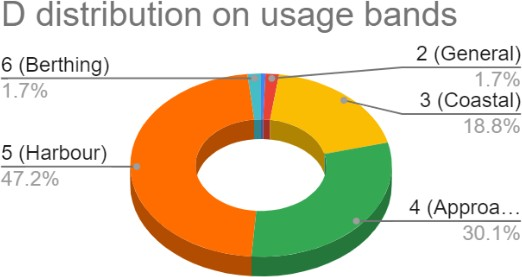 D distribution on usage bands
6 (Berthing)
1.7%
2 (General)
1.7%
3 (Coastal)
18.8%
5 (Harbour)
47.2%
4 (Approa…
30.1%